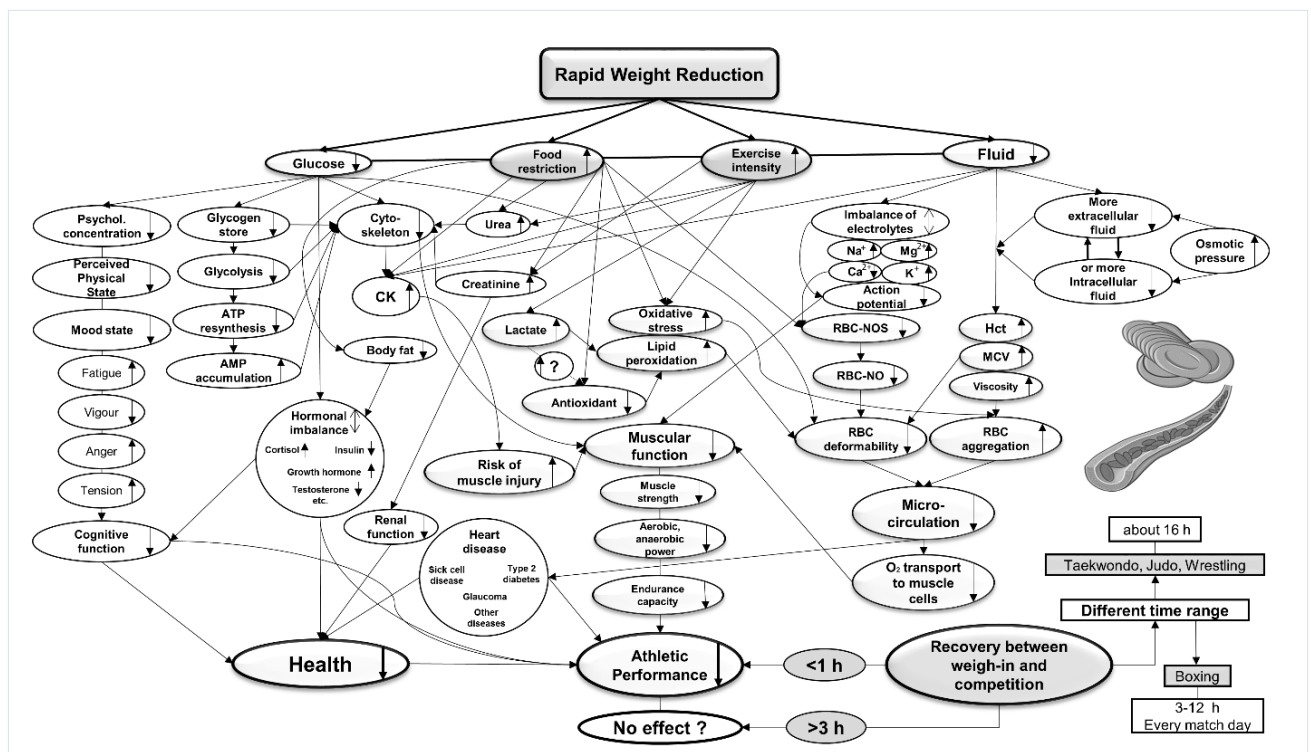 Rapid Weight Reduction
Glucose
Food
restriction
Exercise
intensity
Fluid
Psychol.
concentration
Glycogen
store
Cyto-
skeleton
Urea
Imbalance of
electrolytes
More
extracellular
fluid
Osmotic
pressure
Perceived
Physical
State
Glycolysis
Na⁺
Mg²⁺
Ca²⁺
K⁺
or more
Intracellular
fluid
CK
Creatinine
Action
potential
Mood state
ATP
resynthesis
Lactate
Oxidative
stress
RBC-NOS
Hct
Fatigue
AMP
accumulation
Body fat
?
Lipid
peroxidation
RBC-NO
MCV
Viscosity
Vigour
Antioxidant
Hormonal
imbalance
Cortisol
Insulin
Growth hormone
Testosterone
etc.
Anger
Muscular
function
RBC
deformability
RBC
aggregation
Tension
Risk of
muscle injury
Muscle
strength
Micro-
circulation
Cognitive
function
Renal
function
Heart
disease
Sick cell
disease
Type 2
diabetes
Glaucoma
Other
diseases
Aerobic,
anaerobic
power
O₂ transport
to muscle
cells
Endurance
capacity
about 16 h
Taekwondo, Judo, Wrestling
Different time range
Boxing
3-12 h
Every match day
Health
Athletic
Performance
<1 h
Recovery between
weigh-in and
competition
No effect ?
>3 h